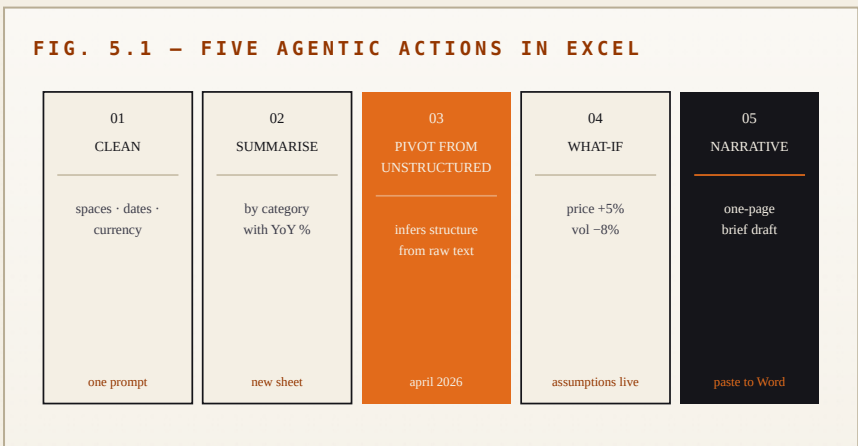 FIG. 5.1 — FIVE AGENTIC ACTIONS IN EXCEL
01
CLEAN
spaces · dates ·
currency
one prompt
02
SUMMARISE
by category
with YoY %
new sheet
03
PIVOT FROM
UNSTRUCTURED
infers structure
from raw text
april 2026
04
WHAT-IF
price +5%
vol −8%
assumptions live
05
NARRATIVE
one-page
brief draft
paste to Word